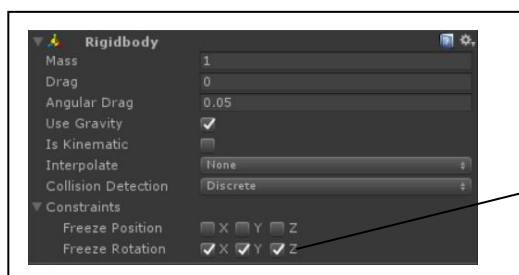 Rigidbody
Mass 1
Drag 0
Angular Drag 0.05
Use Gravity
Is Kinematic
Interpolate None
Collision Detection Discrete
Constraints
Freeze Position X Y Z
Freeze Rotation X Y Z